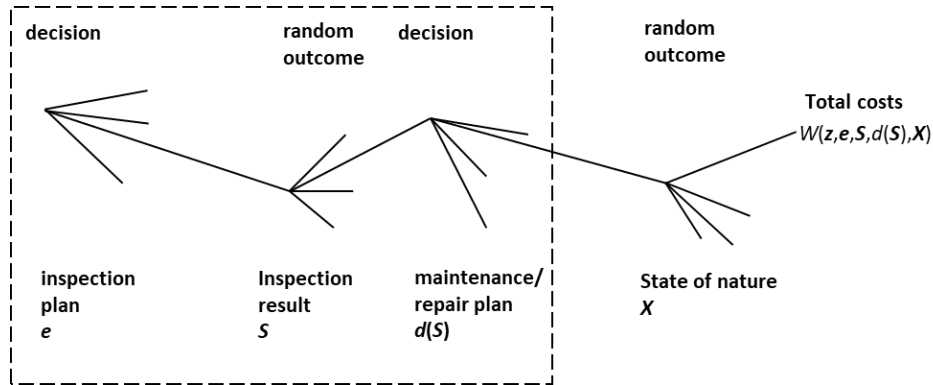 decision
random
outcome
decision
random
outcome
Total costs
W(z,e,S,d(S),X)
inspection
plan
e
Inspection
result
S
maintenance/
repair plan
d(S)
State of nature
X